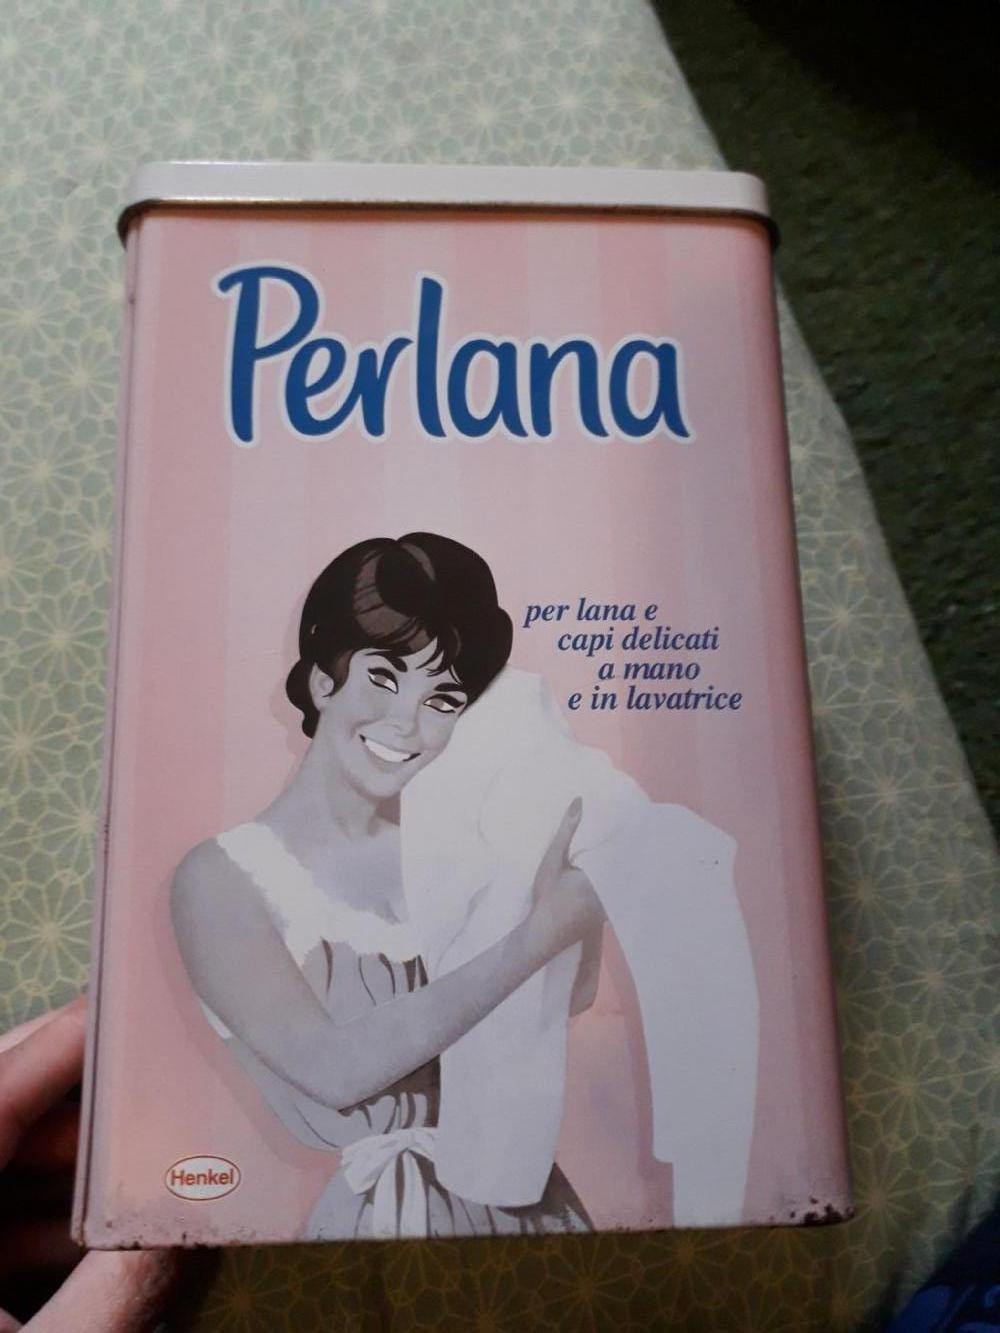 Perlana
per lana e
capi delicati
a mano
e in lavatrice
Henkel